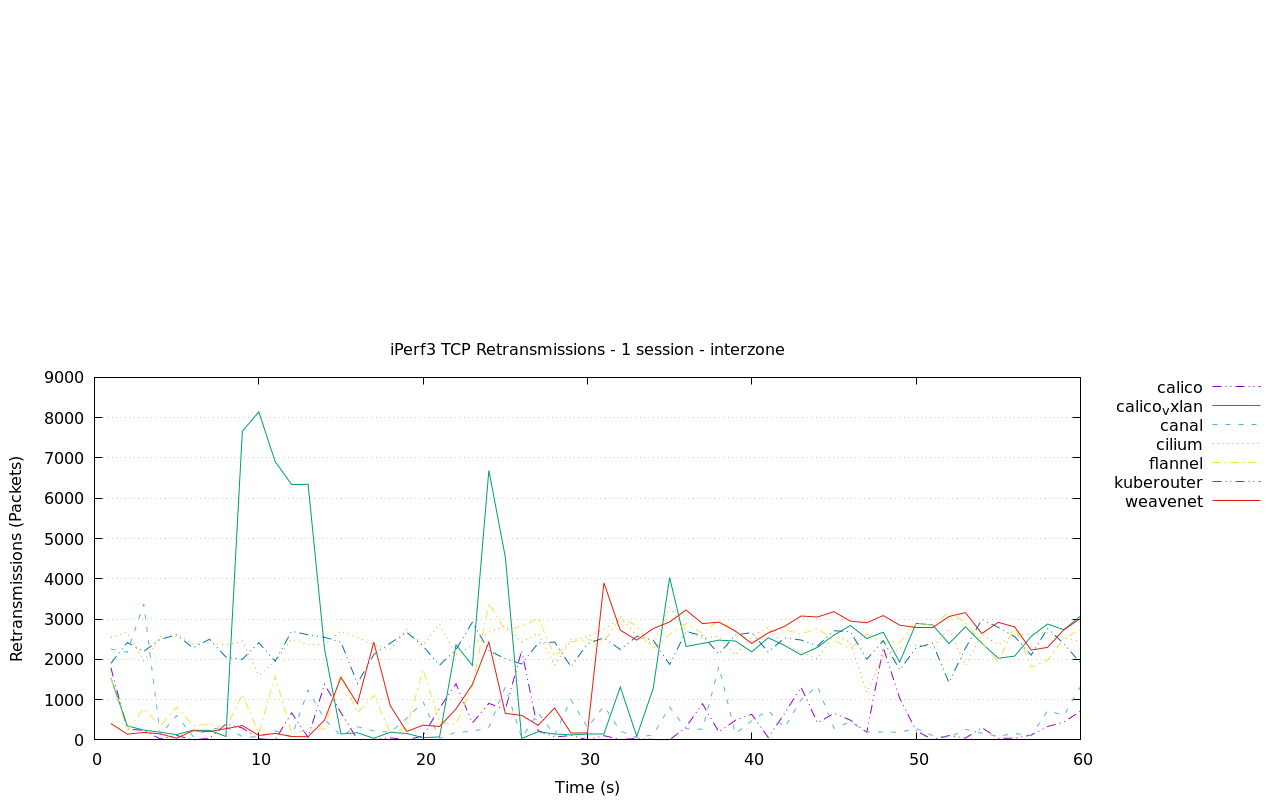 iPerf3 TCP Retransmissions - 1 session - interzone
9000
8000
7000
6000
5000
4000
3000
2000
1000
0
Retransmissions (Packets)
0 10 20 30 40 50 60
Time (s)
calico
calicovxlan
canal
cilium
flannel
kuberouter
weavenet